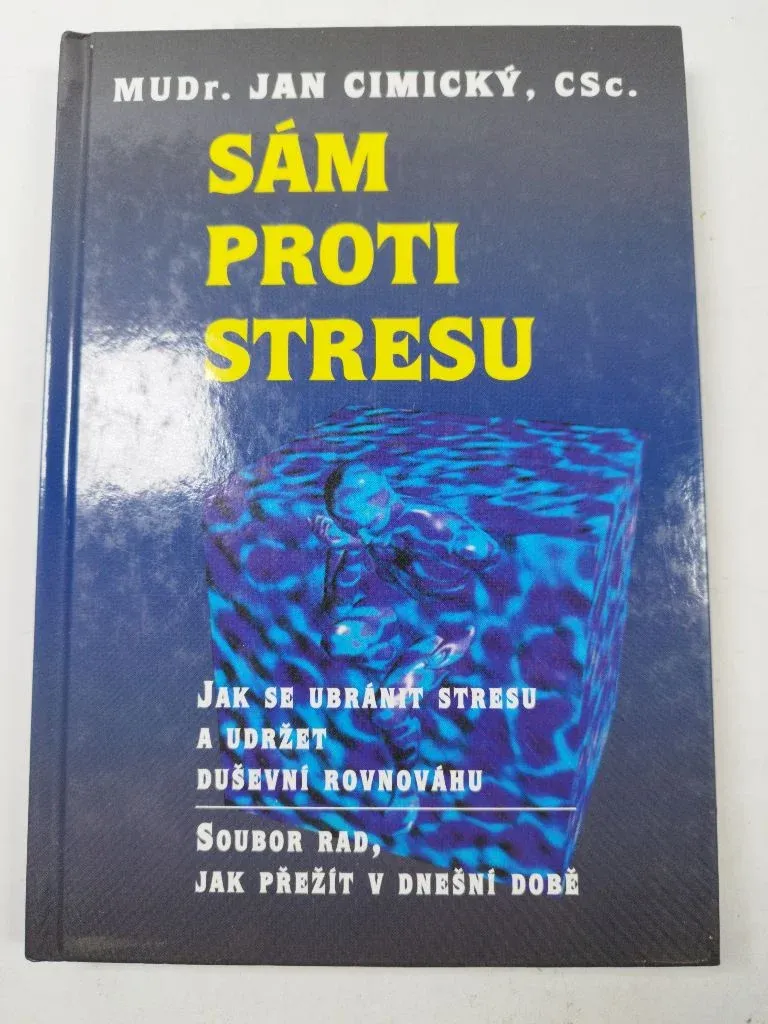 MUDr. JAN CIMICKÝ, CSc.
SÁM
PROTI
STRESU
JAK SE UBRÁNIT STRESU
A UDRŽET
DUŠEVNÍ ROVNOVÁHU
SOUBOR RAD,
JAK PŘEŽÍT V DNEŠNÍ DOBĚ